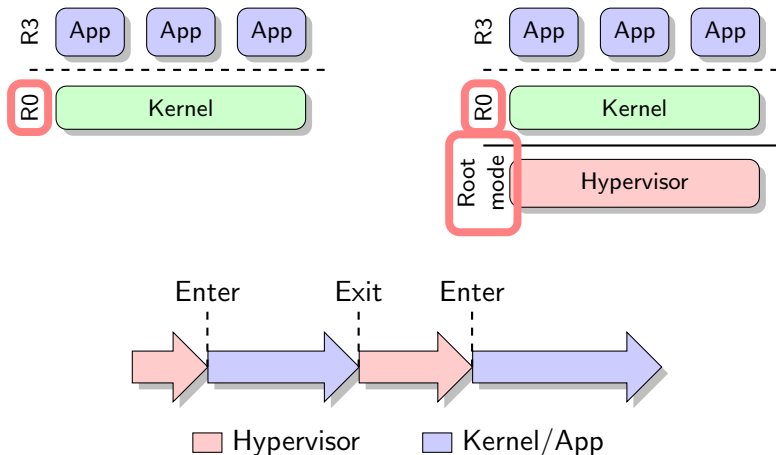 R3 App App App
R0 Kernel
R3 App App App
R0 Kernel
Root
mode
Hypervisor
Enter Exit Enter
Hypervisor Kernel/App